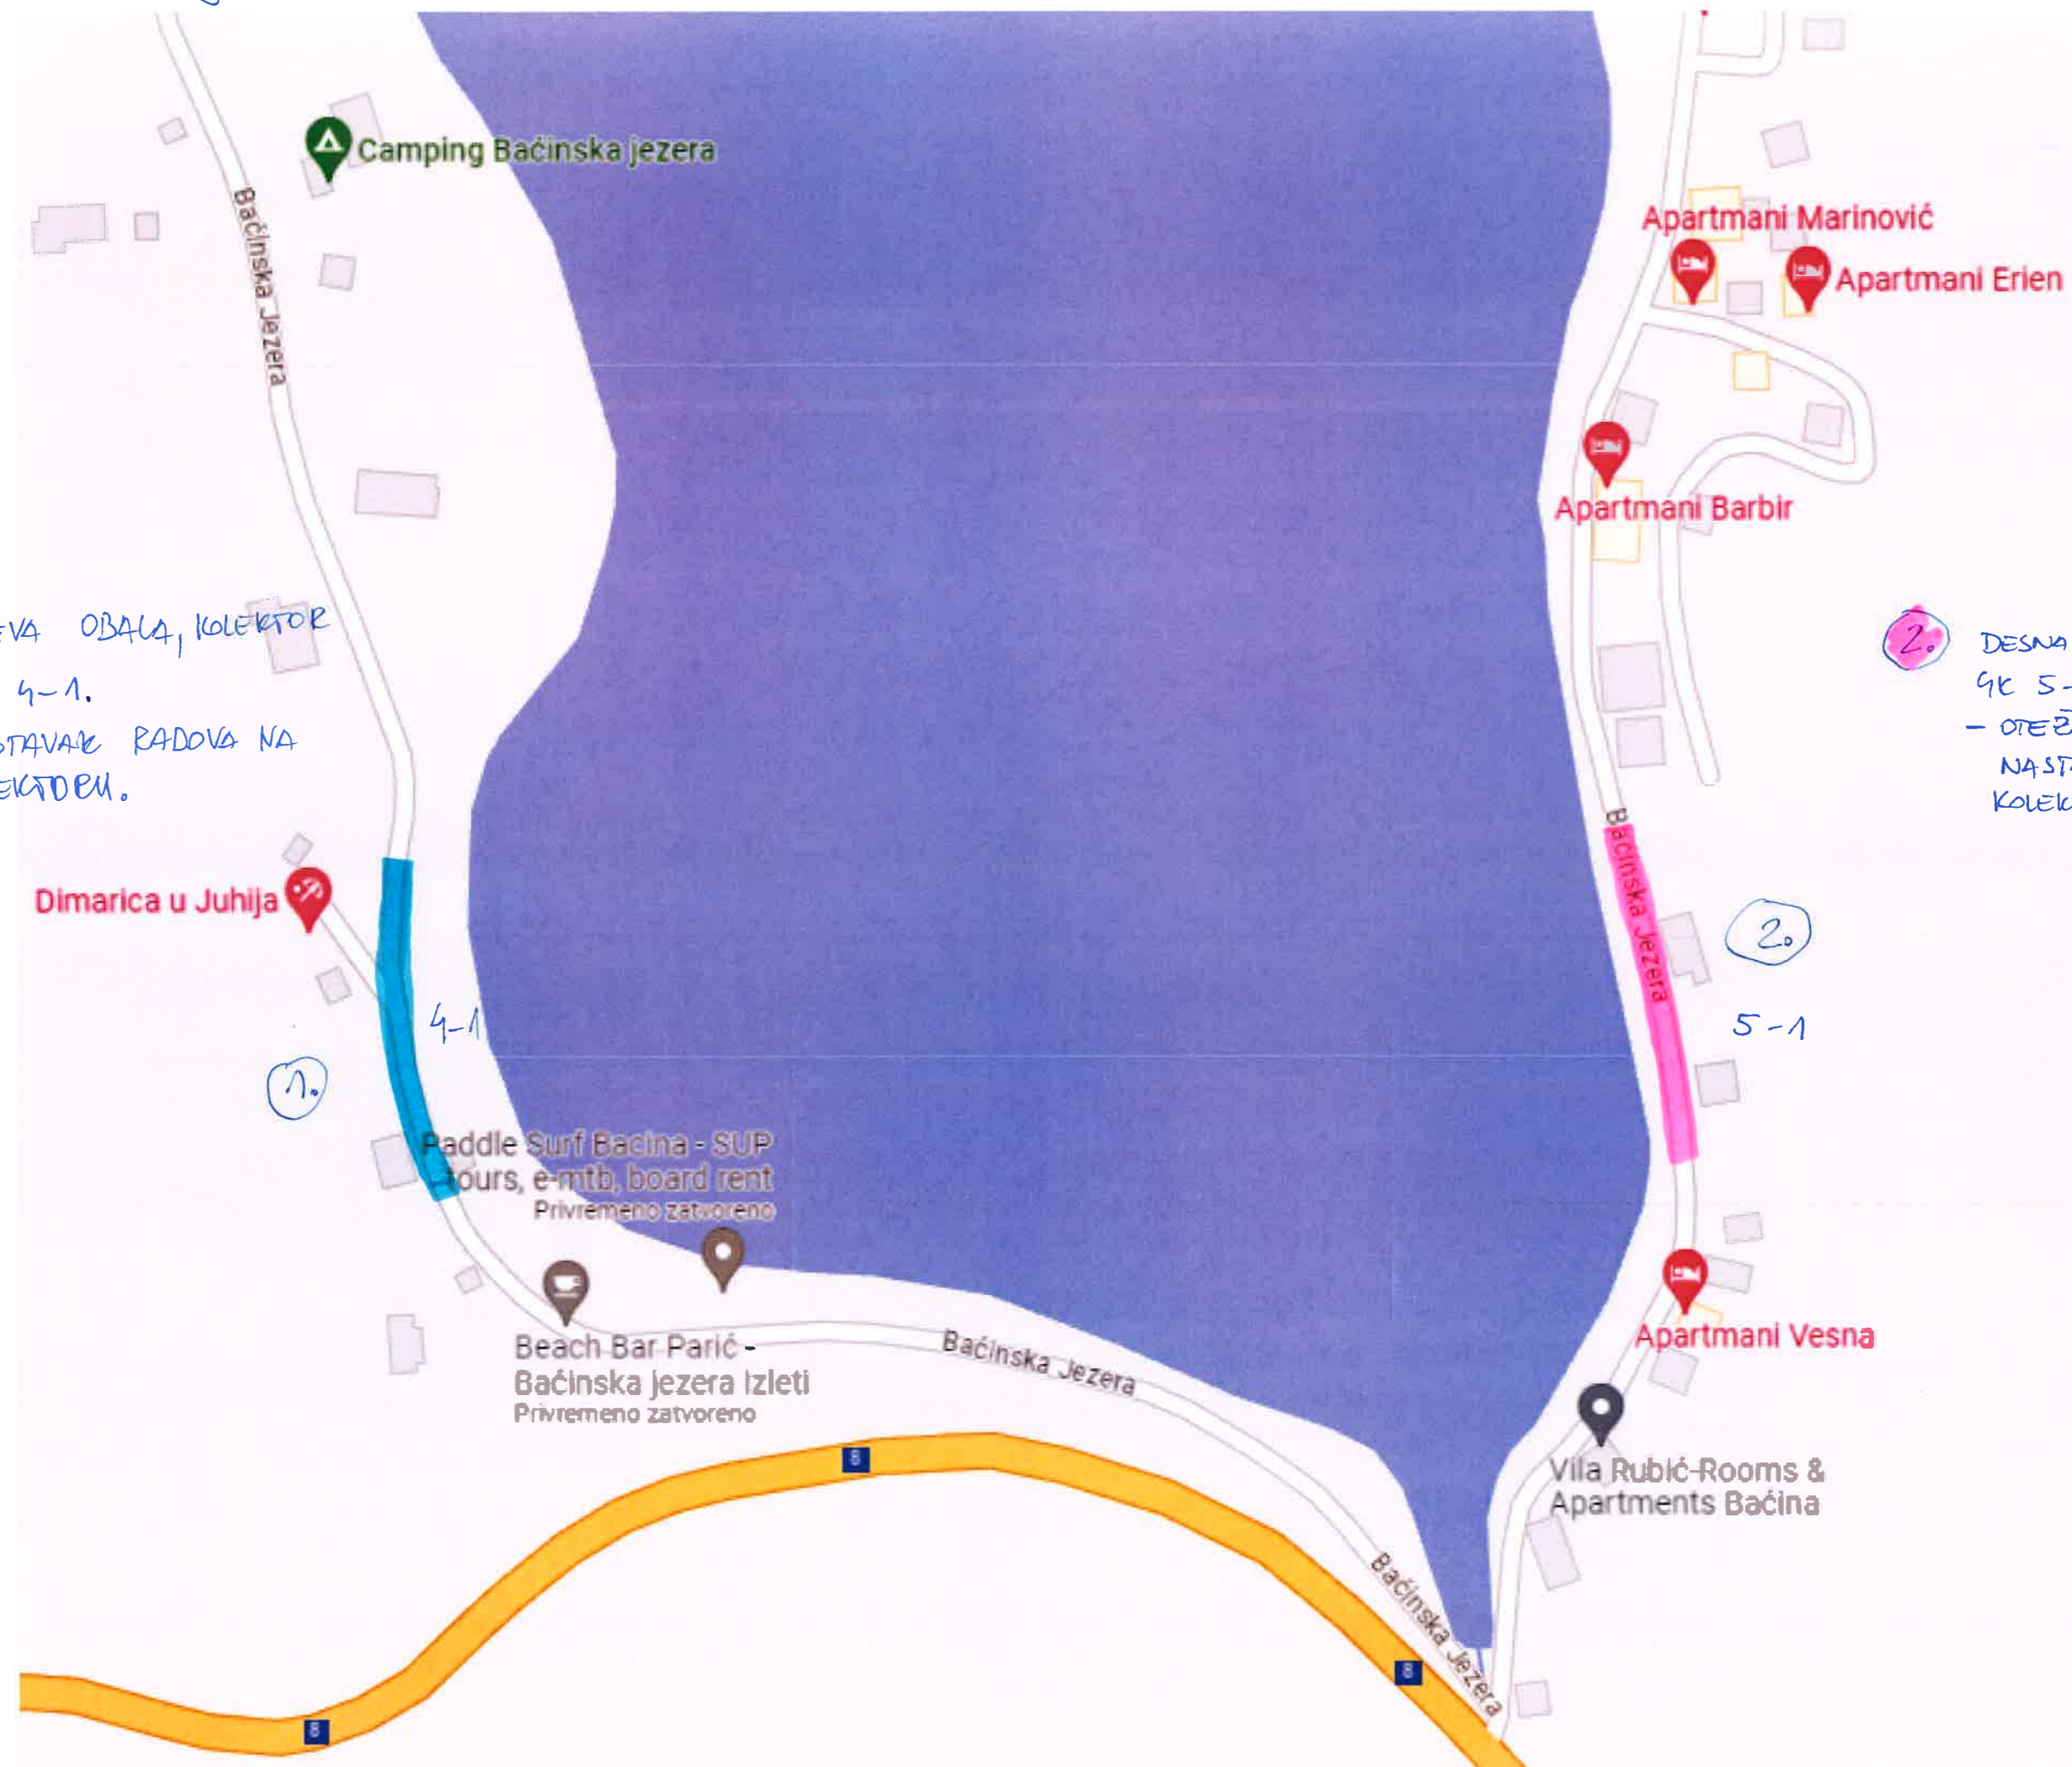 Camping Baćinska jezera
Baćinska Jezera
Apartmani Marinović
Apartmani Erien
Apartmani Barbir
OBALA, KOLEKTOR
4-1.
RADOVA NA
2.
DESNA
GK 5-
Baćinska Jezera
Dimarica u Juhija
4-1
1.
2.
5-1
Paddle Surf Bacina - SUP
tours, e-mtb, board rent
Privremeno zatvoreno
Beach Bar Parić -
Baćinska jezera Izleti
Privremeno zatvoreno
Baćinska Jezera
Apartmani Vesna
Vila Rubić-Rooms &
Apartments Baćina
8
Baćinska Jezera
8
8